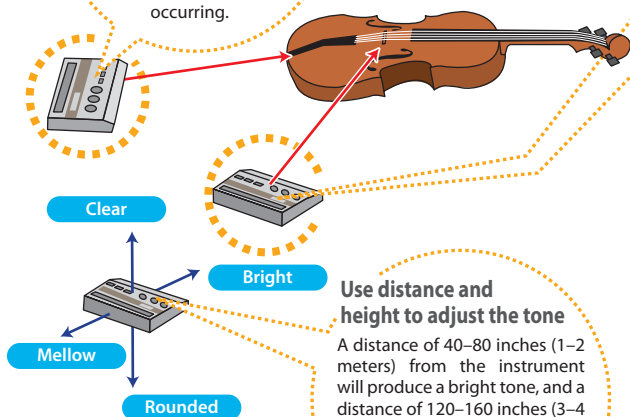 occurring.
Clear
Bright
Mellow
Rounded
Use distance and
height to adjust the tone
A distance of 40–80 inches (1–2
meters) from the instrument
will produce a bright tone, and a
distance of 120–160 inches (3–4